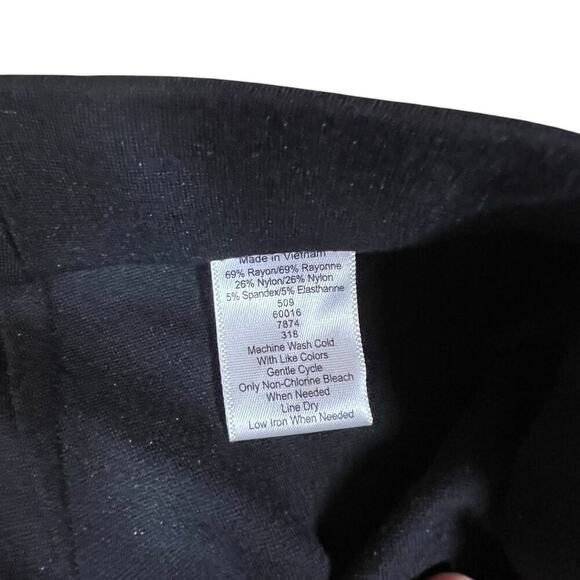 Made in Vietnam
69% Rayon/69% Rayonne
26% Nylon/26% Nylon
5% Spandex/5% Elasthanne
509
60016
7874
318
Machine Wash Cold
With Like Colors
Gentle Cycle
Only Non-Chlorine Bleach
When Needed
Line Dry
Low Iron When Needed